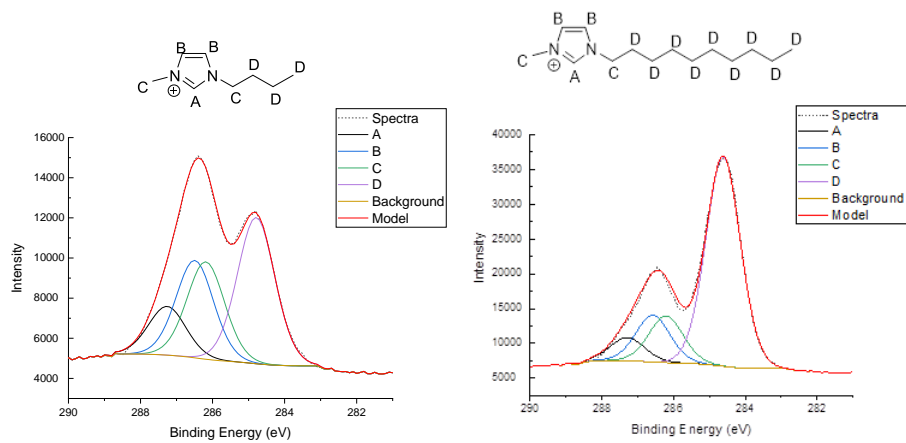 B B
D D
N N
C ⊕ A C D
Spectra
A
B
C
D
Background
Model
16000
14000
12000
10000
8000
6000
4000
Intensity
290 288 286 284 282
Binding Energy (eV)
B B
D D D D D
N N
C ⊕ A C D D D D
Spectra
A
B
C
D
Background
Model
40000
35000
30000
25000
20000
15000
10000
5000
Intensity
290 288 286 284 282
Binding Energy (eV)